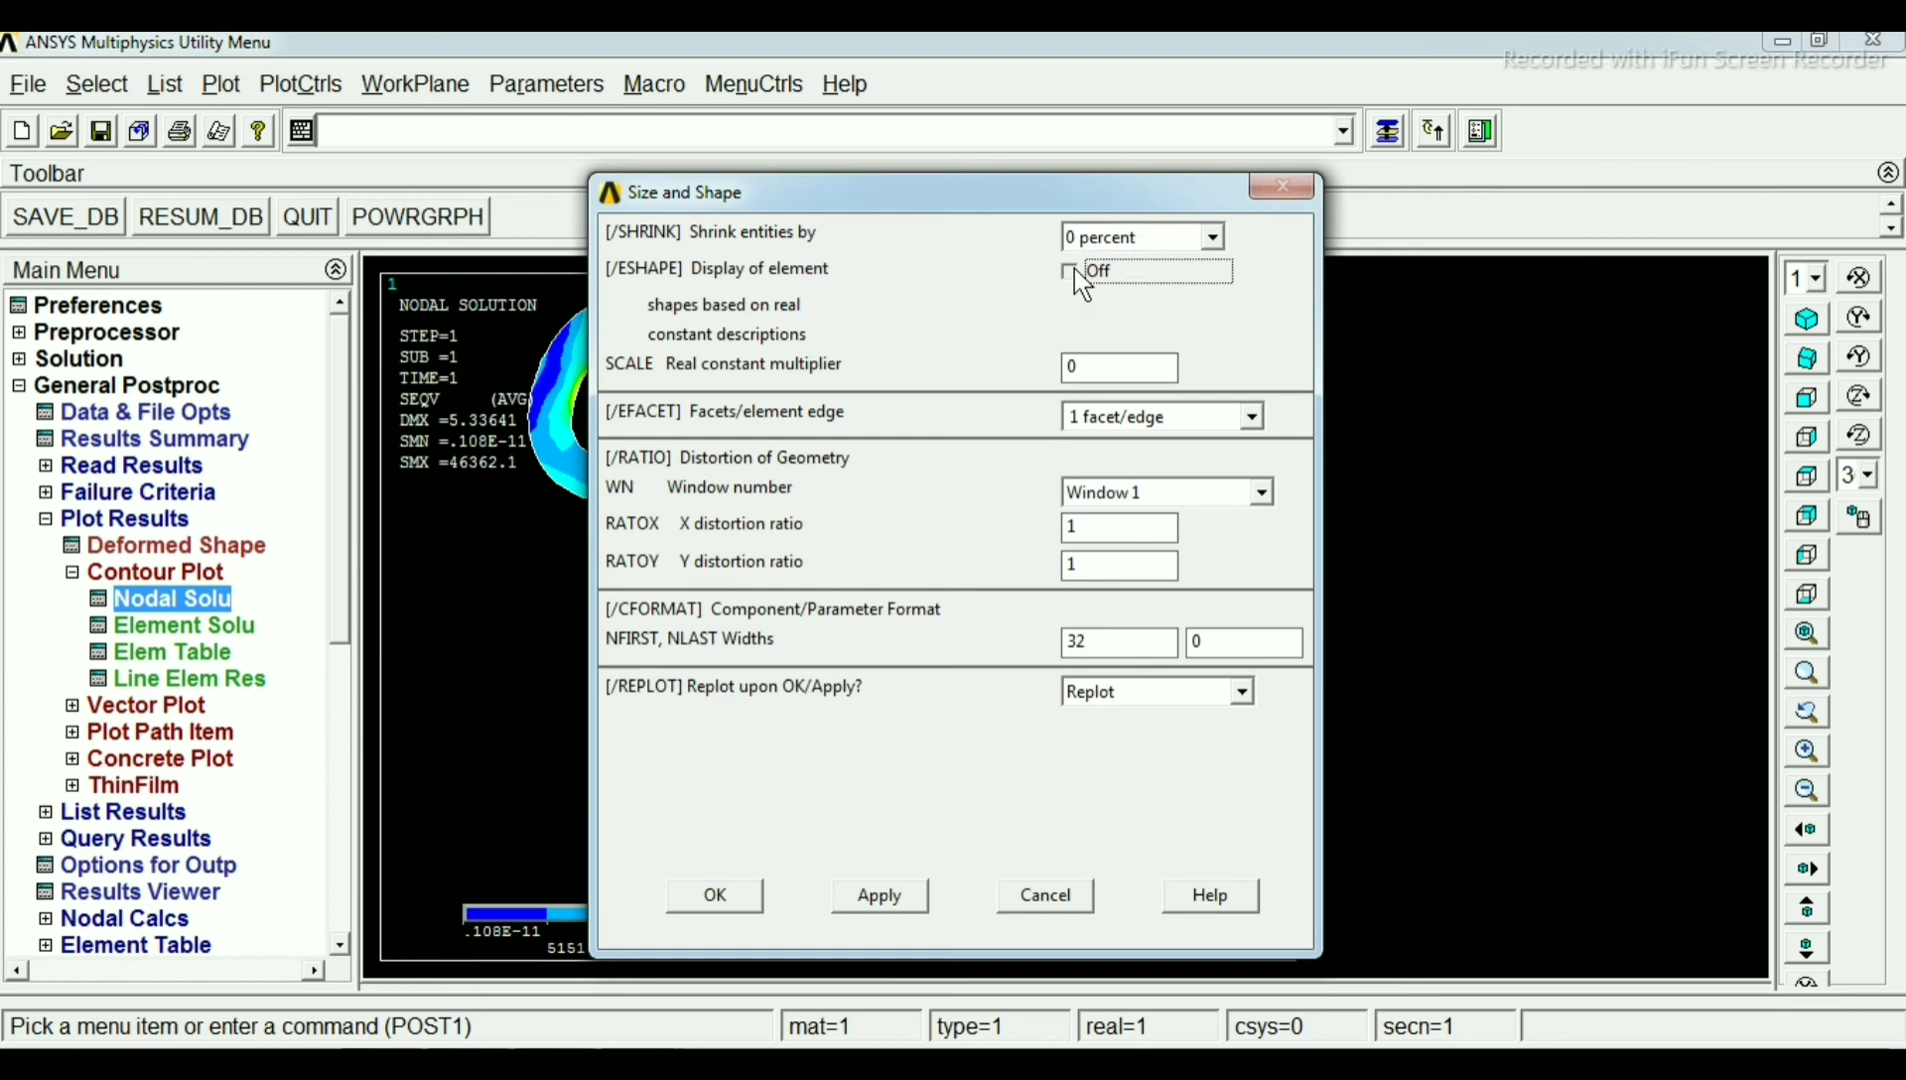 ANSYS Multiphysics Utility Menu
Recorded with iFun Screen Recorder
File Select List Plot PlotCtrls WorkPlane Parameters Macro MenuCtrls Help
Toolbar
SAVE_DB RESUM_DB QUIT POWRGRPH
Main Menu
Preferences
Preprocessor
Solution
General Postproc
Data & File Opts
Results Summary
Read Results
Failure Criteria
Plot Results
Deformed Shape
Contour Plot
Nodal Solu
Element Solu
Elem Table
Line Elem Res
Vector Plot
Plot Path Item
Concrete Plot
ThinFilm
List Results
Query Results
Options for Outp
Results Viewer
Nodal Calcs
Element Table
1
NODAL SOLUTION
STEP=1
SUB =1
TIME=1
SEQV (AVG
DMX =5.33641
SMN =.108E-11
SMX =46362.1
.108E-11
5151
Size and Shape
[/SHRINK] Shrink entities by 0 percent
[/ESHAPE] Display of element Off
shapes based on real
constant descriptions
SCALE Real constant multiplier 0
[/EFACET] Facets/element edge 1 facet/edge
[/RATIO] Distortion of Geometry
WN Window number Window 1
RATOX X distortion ratio 1
RATOY Y distortion ratio 1
[/CFORMAT] Component/Parameter Format
NFIRST, NLAST Widths 32 0
[/REPLOT] Replot upon OK/Apply? Replot
OK Apply Cancel Help
1
3
Pick a menu item or enter a command (POST1) mat=1 type=1 real=1 csys=0 secn=1